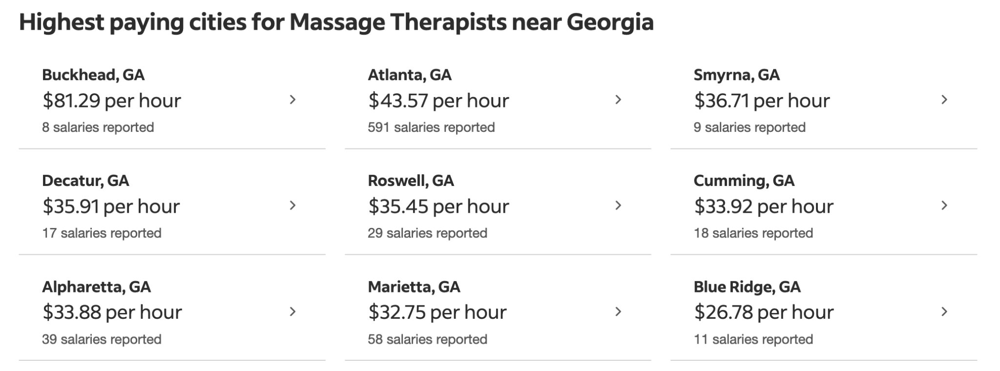 Highest paying cities for Massage Therapists near Georgia
Buckhead, GA
$81.29 per hour
8 salaries reported
Atlanta, GA
$43.57 per hour
591 salaries reported
Smyrna, GA
$36.71 per hour
9 salaries reported
Decatur, GA
$35.91 per hour
17 salaries reported
Roswell, GA
$35.45 per hour
29 salaries reported
Cumming, GA
$33.92 per hour
18 salaries reported
Alpharetta, GA
$33.88 per hour
39 salaries reported
Marietta, GA
$32.75 per hour
58 salaries reported
Blue Ridge, GA
$26.78 per hour
11 salaries reported